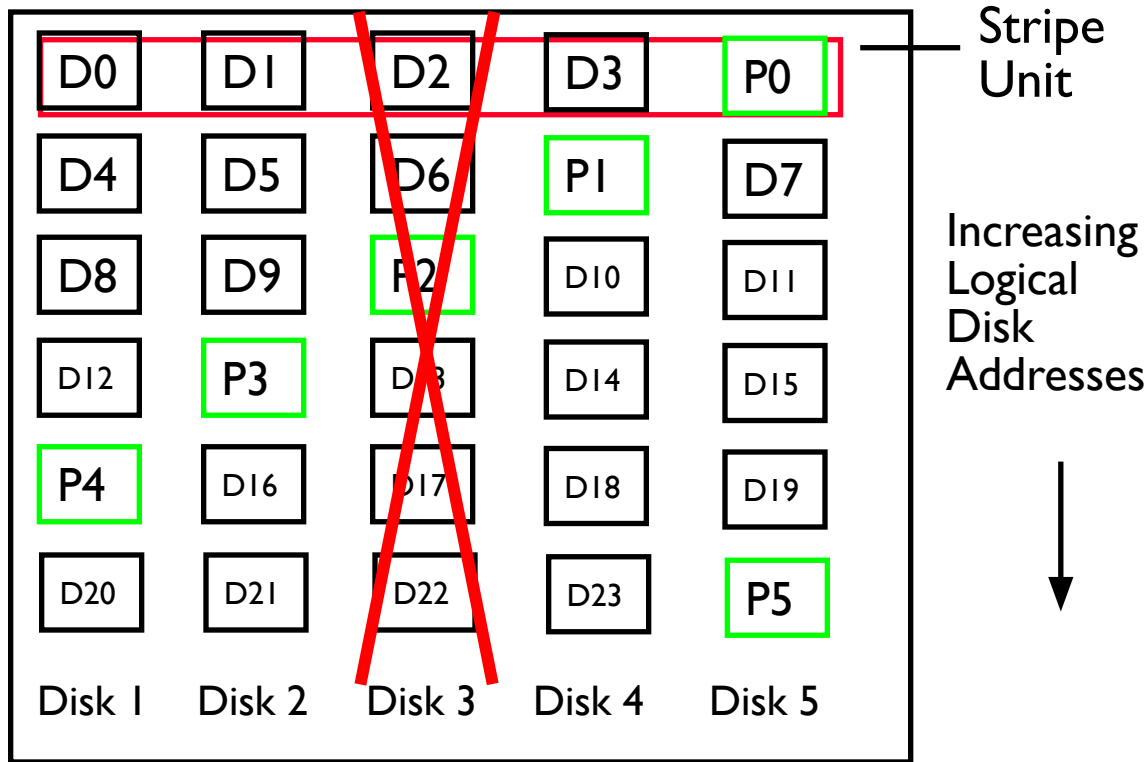 D0 D1 D2 D3 P0
Stripe
Unit
D4 D5 D6 P1 D7
D8 D9 P2 D10 D11
Increasing
Logical
Disk
Addresses
D12 P3 D13 D14 D15
P4 D16 D17 D18 D19
D20 D21 D22 D23 P5
Disk 1 Disk 2 Disk 3 Disk 4 Disk 5